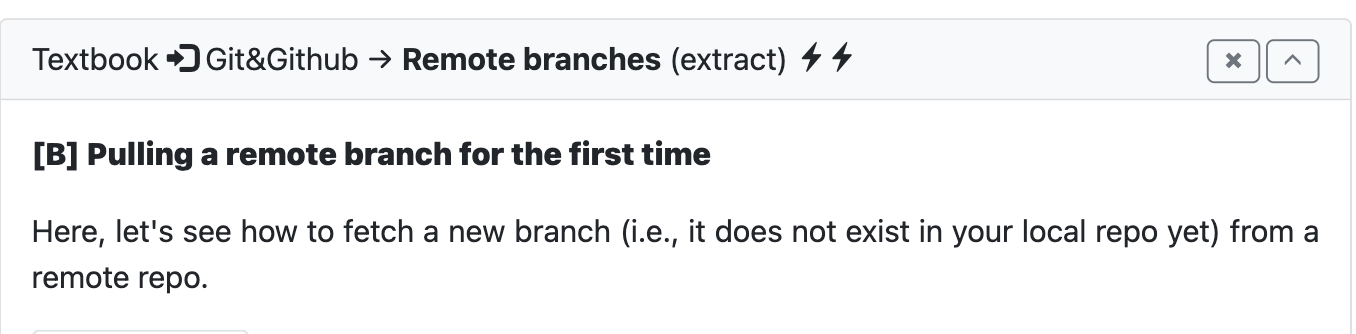 Textbook Git&Github → Remote branches (extract)
[B] Pulling a remote branch for the first time
Here, let's see how to fetch a new branch (i.e., it does not exist in your local repo yet) from a
remote repo.